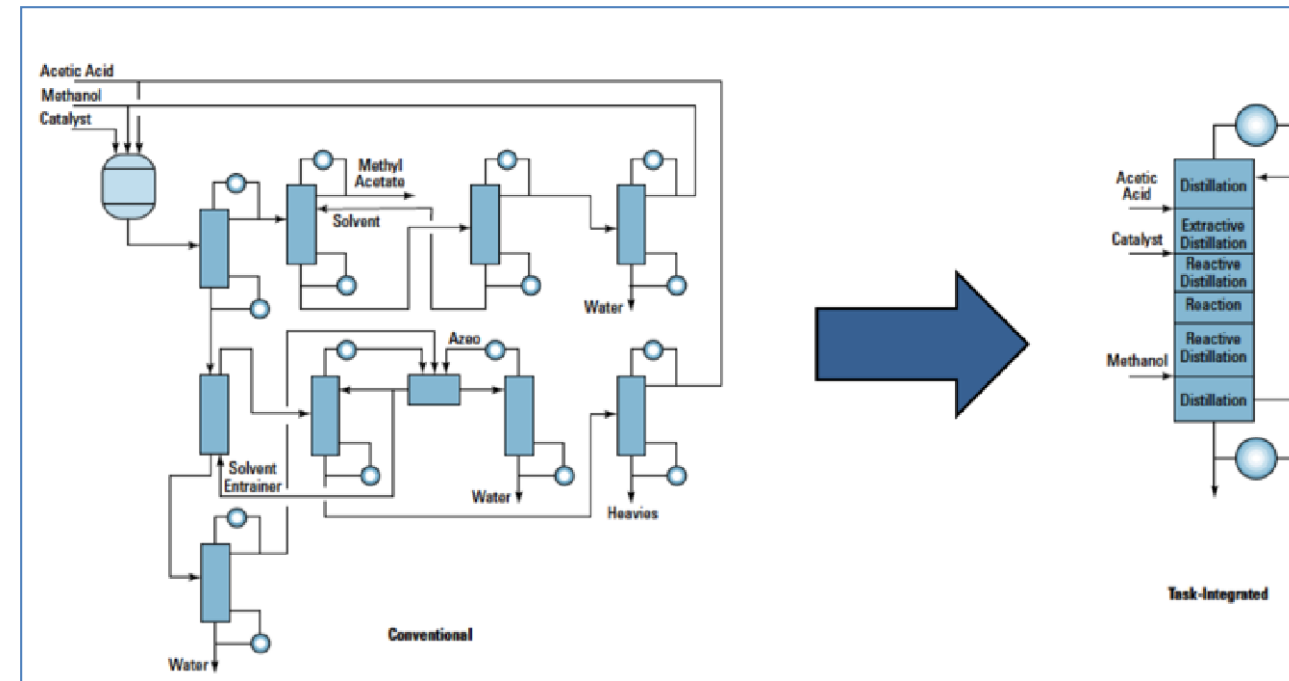 Acetic Acid
Methanol
Catalyst
Methyl
Acetate
Solvent
Water
Azeo
Solvent
Entrainer
Water
Heavies
Water
Conventional
Acetic
Acid
Distillation
Extractive
Distillation
Catalyst
Reactive
Distillation
Reaction
Reactive
Distillation
Methanol
Distillation
Task-Integrated